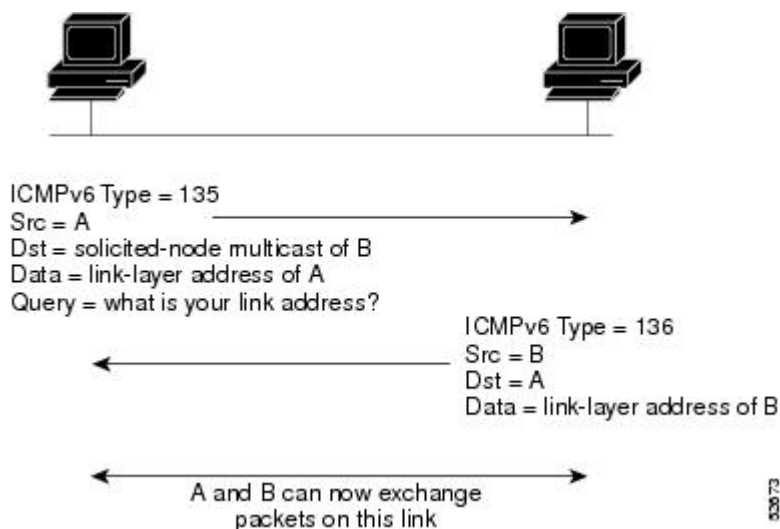 ICMPv6 Type = 135
Src = A
Dst = solicited-node multicast of B
Data = link-layer address of A
Query = what is your link address?
ICMPv6 Type = 136
Src = B
Dst = A
Data = link-layer address of B
A and B can now exchange
packets on this link
52673